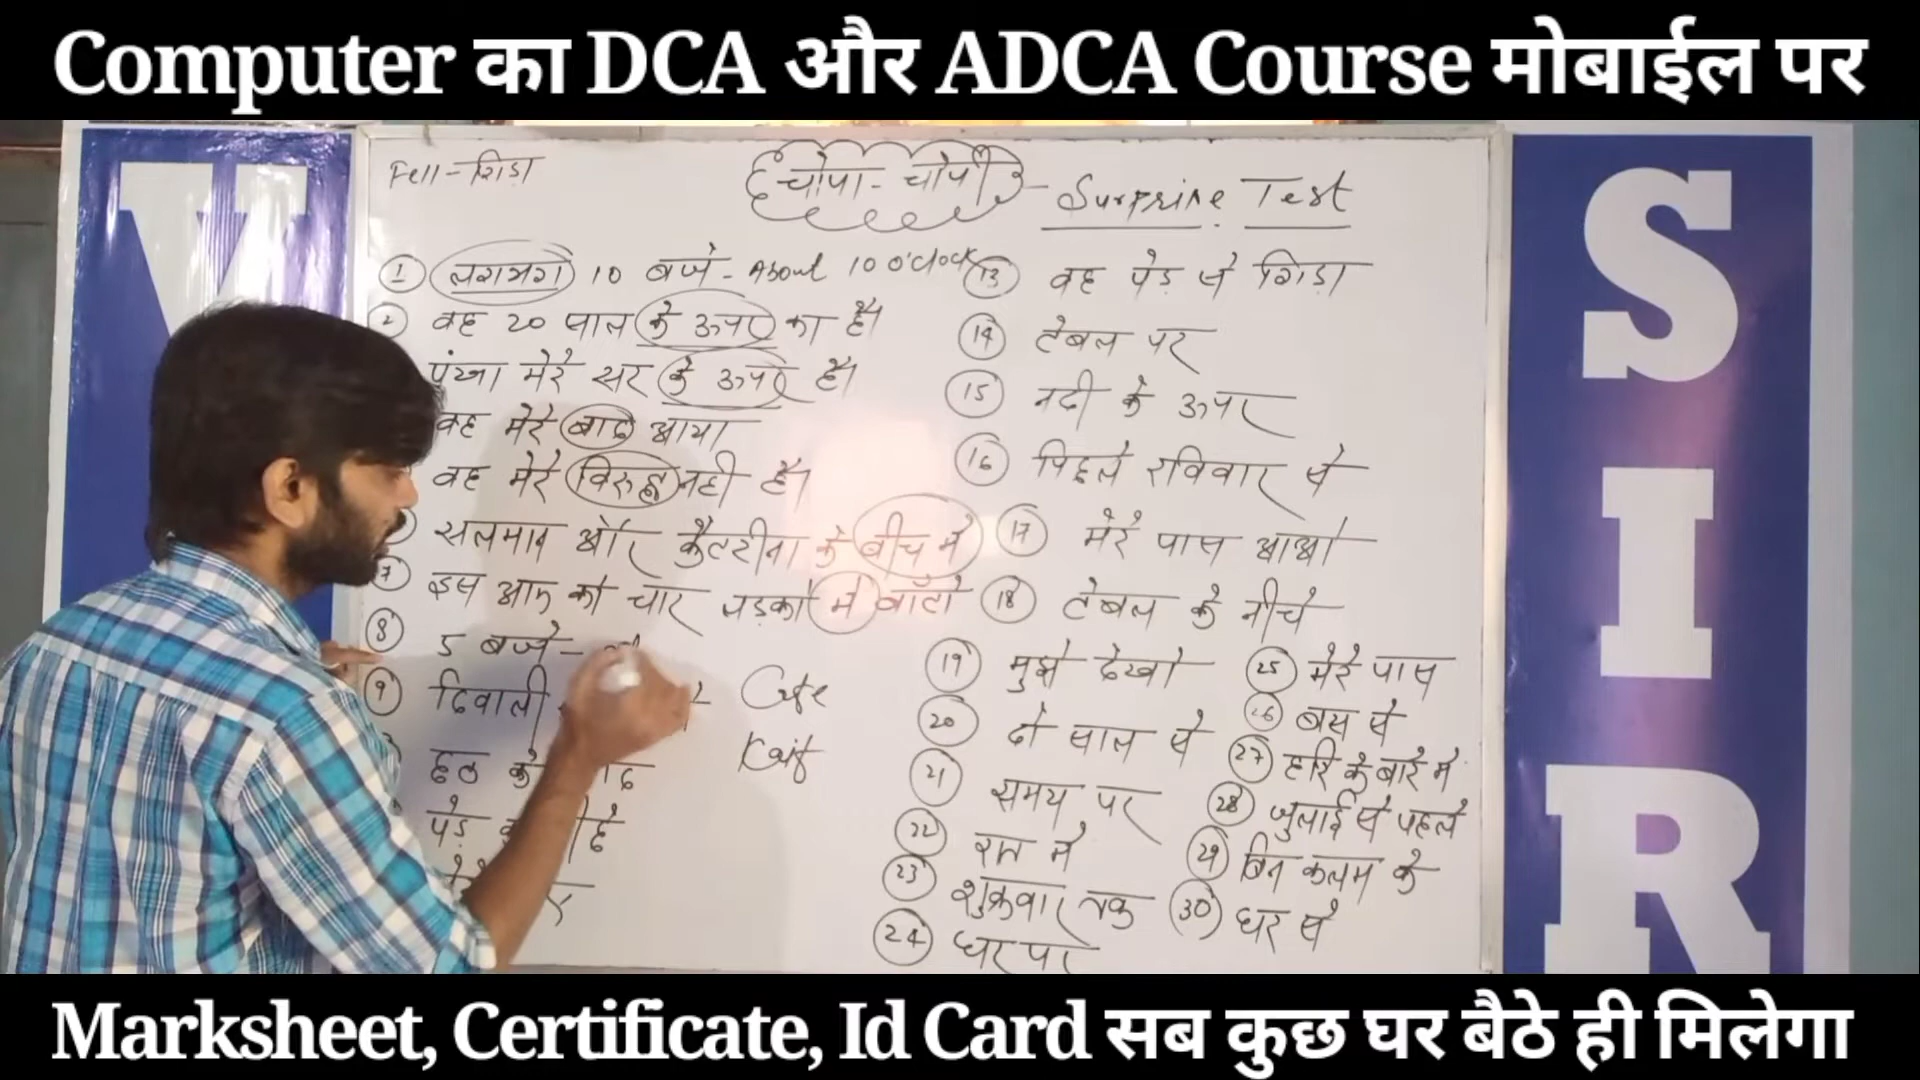 Computer का DCA और ADCA Course मोबाईल पर
V
SIR
Fell - गिड़ा
चोपा - चोपी - Surprise Test
① लगभग 10 बजे - About 10 o'clock
② वह 20 साल के ऊपर का है।
पंखा मेरे सर के ऊपर है।
वह मेरे बाद आया
वह मेरे विरुद्ध नही है।
सलमान और कैटरीना के बीच मे
7 इस आम को चार लड़को मे बाँटो
⑧ 5 बजे -
⑨ दिवाली
Cafe
Kaif
छठ के
पेड़
⑬ वह पेड़ से गिड़ा
⑭ टेबल पर
⑮ नदी के ऊपर
⑯ पिछले रविवार से
⑰ मेरे पास आओ
⑱ टेबल के नीचे
⑲ मुझे देखो
⑳ दो साल से
㉑ समय पर
㉒ रात मे
㉓ शुक्रवार तक
㉔ घर पर
㉕ मेरे पास
㉖ बस से
㉗ हरि के बारे मे
㉘ जुलाई से पहले
㉙ बिन कलम के
㉚ घर से
Marksheet, Certificate, Id Card सब कुछ घर बैठे ही मिलेगा